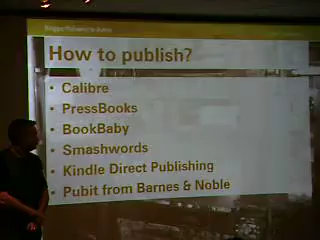 How to publish?
• Calibre
• PressBooks
• BookBaby
• Smashwords
• Kindle Direct Publishing
• Pubit from Barnes & Noble